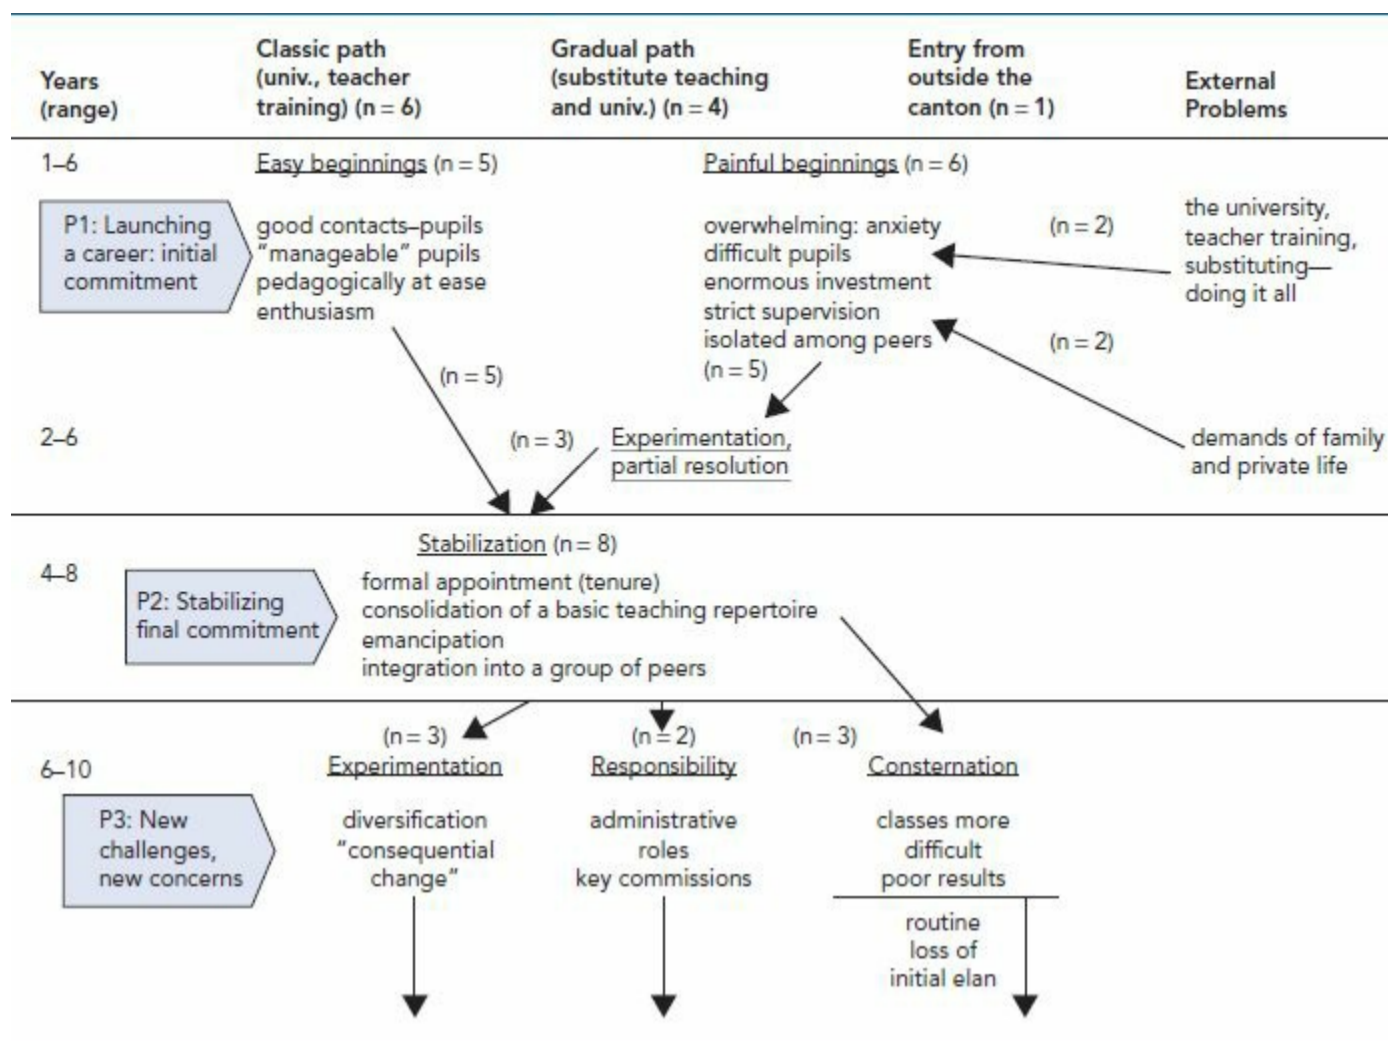 Years
(range)
Classic path
(univ., teacher
training) (n = 6)
Gradual path
(substitute teaching
and univ.) (n = 4)
Entry from
outside the
canton (n = 1)
External
Problems
1–6
Easy beginnings (n = 5)
Painful beginnings (n = 6)
P1: Launching
a career: initial
commitment
good contacts–pupils
“manageable” pupils
pedagogically at ease
enthusiasm
overwhelming: anxiety
difficult pupils
enormous investment
strict supervision
isolated among peers
(n = 5)
(n = 2)
the university,
teacher training,
substituting—
doing it all
(n = 2)
(n = 5)
2–6
(n = 3)
Experimentation,
partial resolution
demands of family
and private life
Stabilization (n = 8)
4–8
P2: Stabilizing
final commitment
formal appointment (tenure)
consolidation of a basic teaching repertoire
emancipation
integration into a group of peers
6–10
(n = 3)
Experimentation
(n = 2)
Responsibility
(n = 3)
Consternation
P3: New
challenges,
new concerns
diversification
“consequential
change”
administrative
roles
key commissions
classes more
difficult
poor results
routine
loss of
initial elan